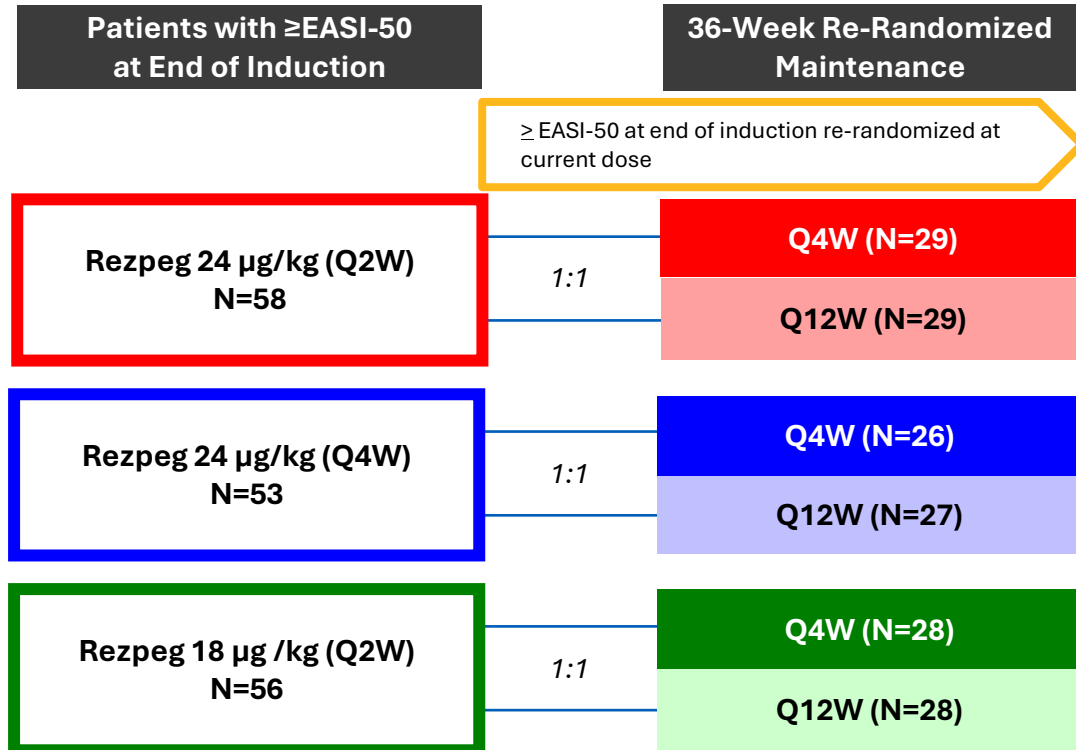 Patients with ≥EASI-50
at End of Induction
36-Week Re-Randomized
Maintenance
≥ EASI-50 at end of induction re-randomized at
current dose
Rezpeg 24 µg/kg (Q2W)
N=58
1:1
Q4W (N=29)
Q12W (N=29)
Rezpeg 24 µg/kg (Q4W)
N=53
1:1
Q4W (N=26)
Q12W (N=27)
Rezpeg 18 µg /kg (Q2W)
N=56
1:1
Q4W (N=28)
Q12W (N=28)